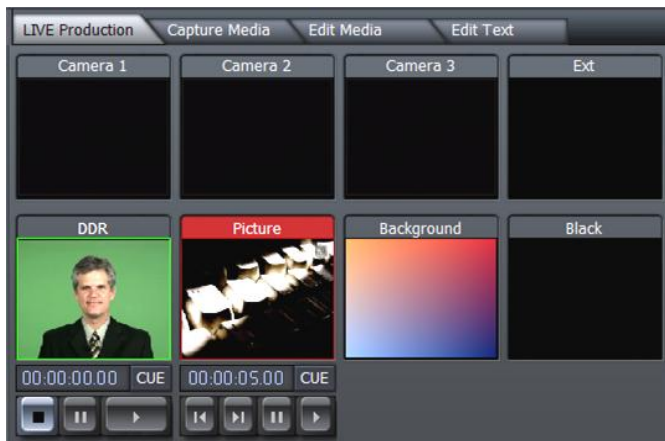 LIVE Production Capture Media Edit Media Edit Text
Camera 1 Camera 2 Camera 3 Ext
DDR Picture Background Black
00:00:00.00 CUE 00:00:05.00 CUE